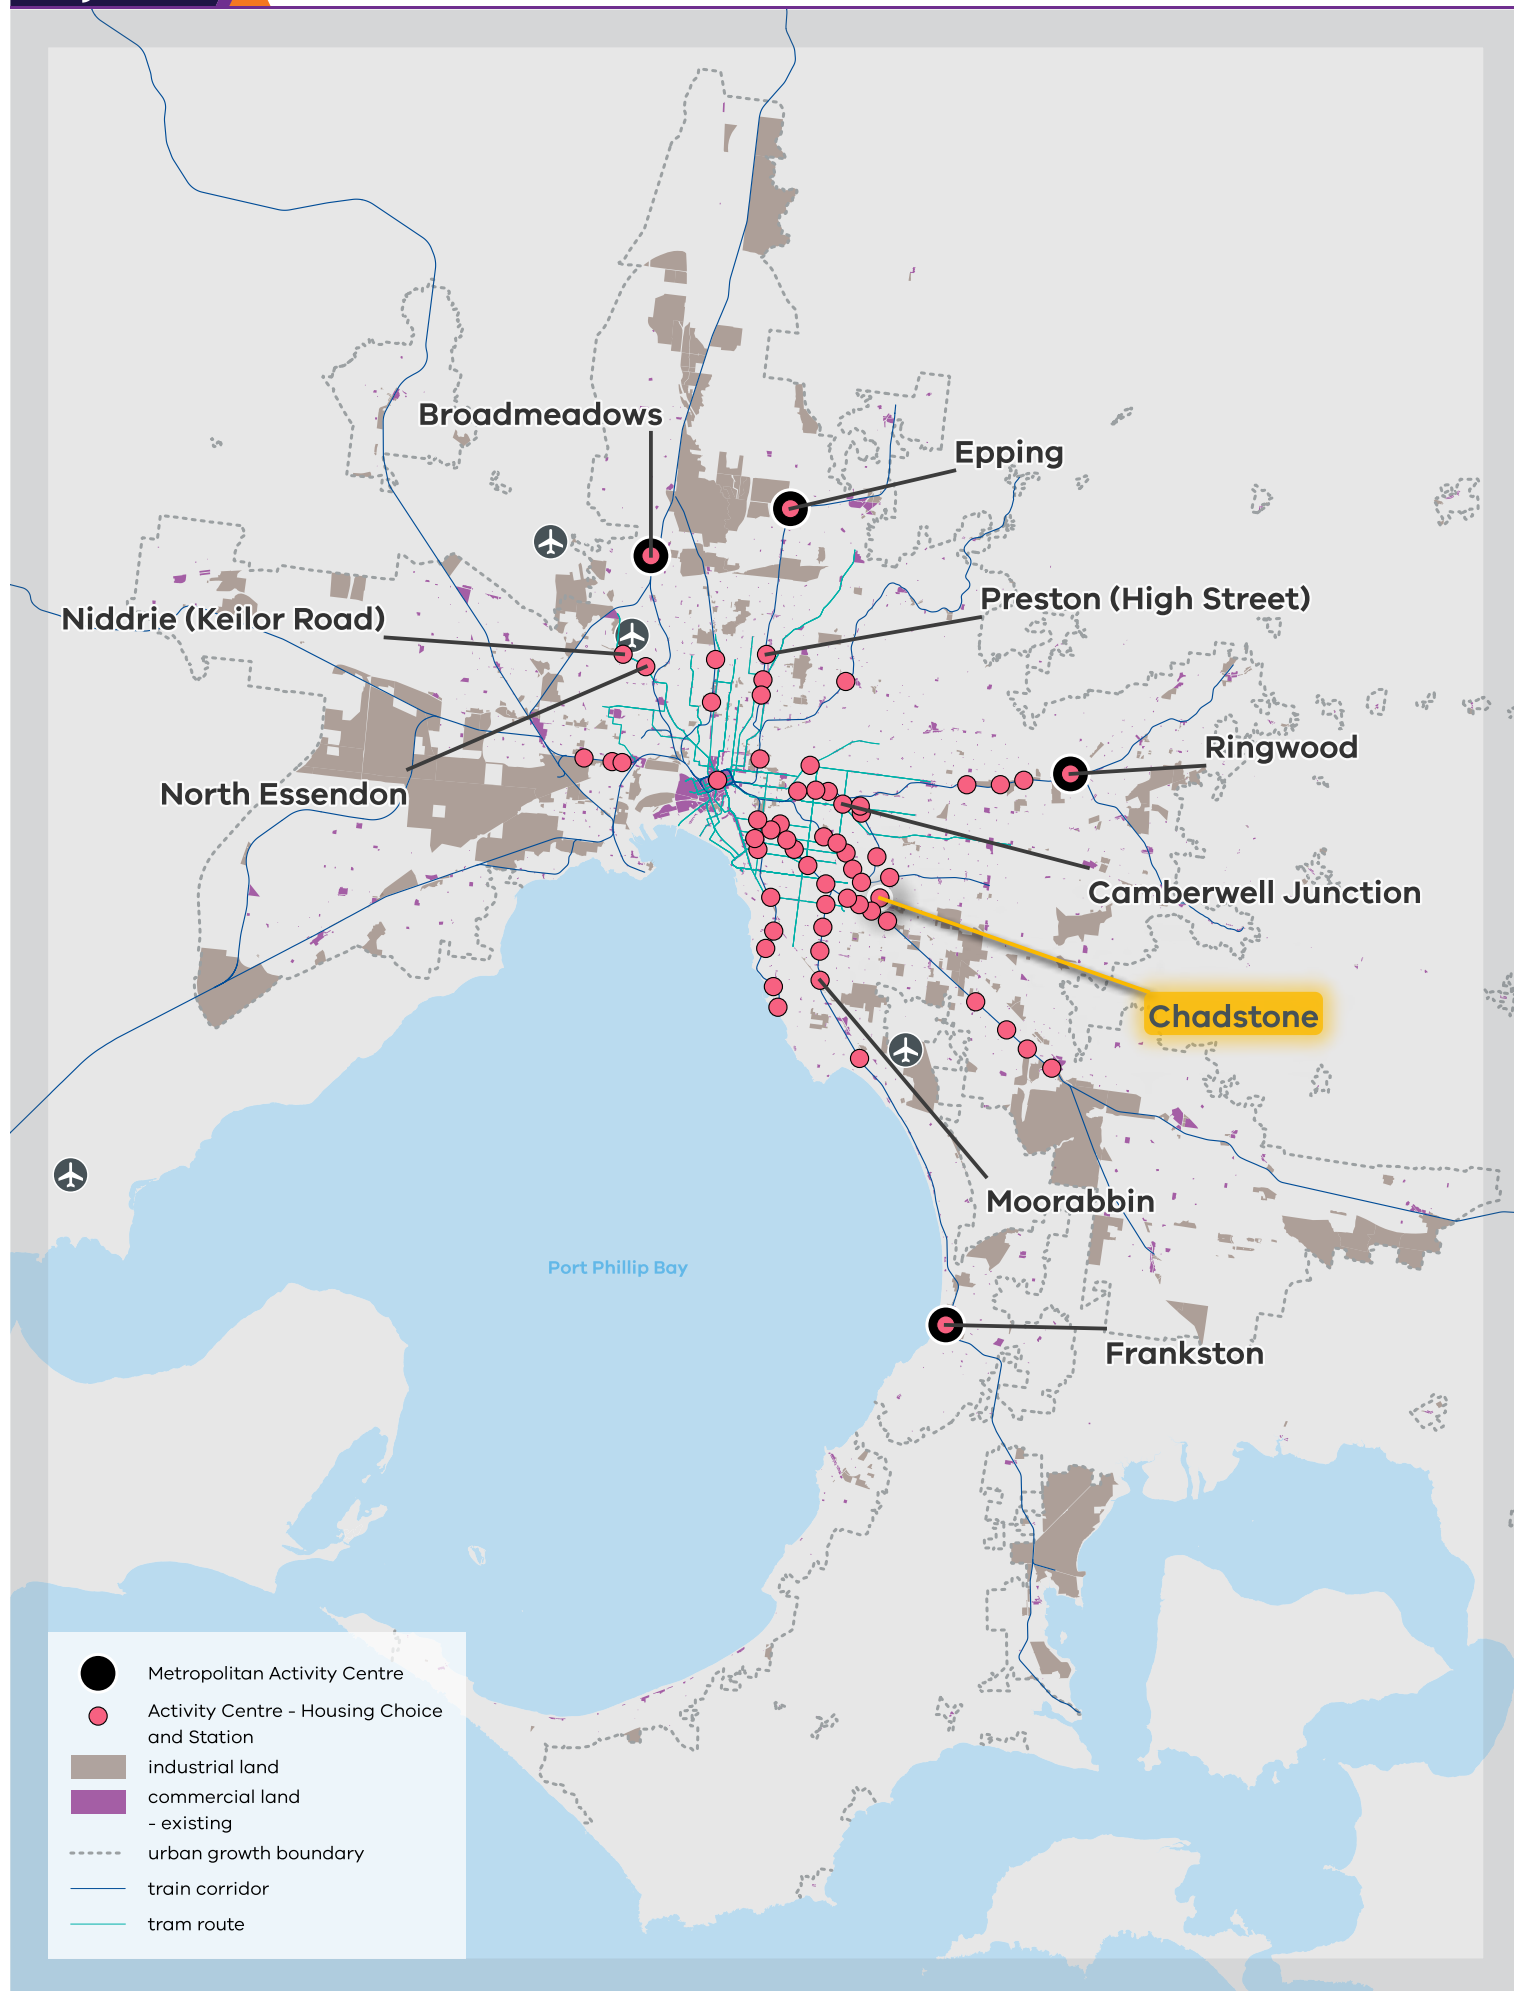 Broadmeadows
Epping
Preston (High Street)
Niddrie (Keilor Road)
Ringwood
North Essendon
Camberwell Junction
Chadstone
Moorabbin
Port Phillip Bay
Frankston
Metropolitan Activity Centre
Activity Centre - Housing Choice
and Station
industrial land
commercial land
- existing
urban growth boundary
train corridor
tram route